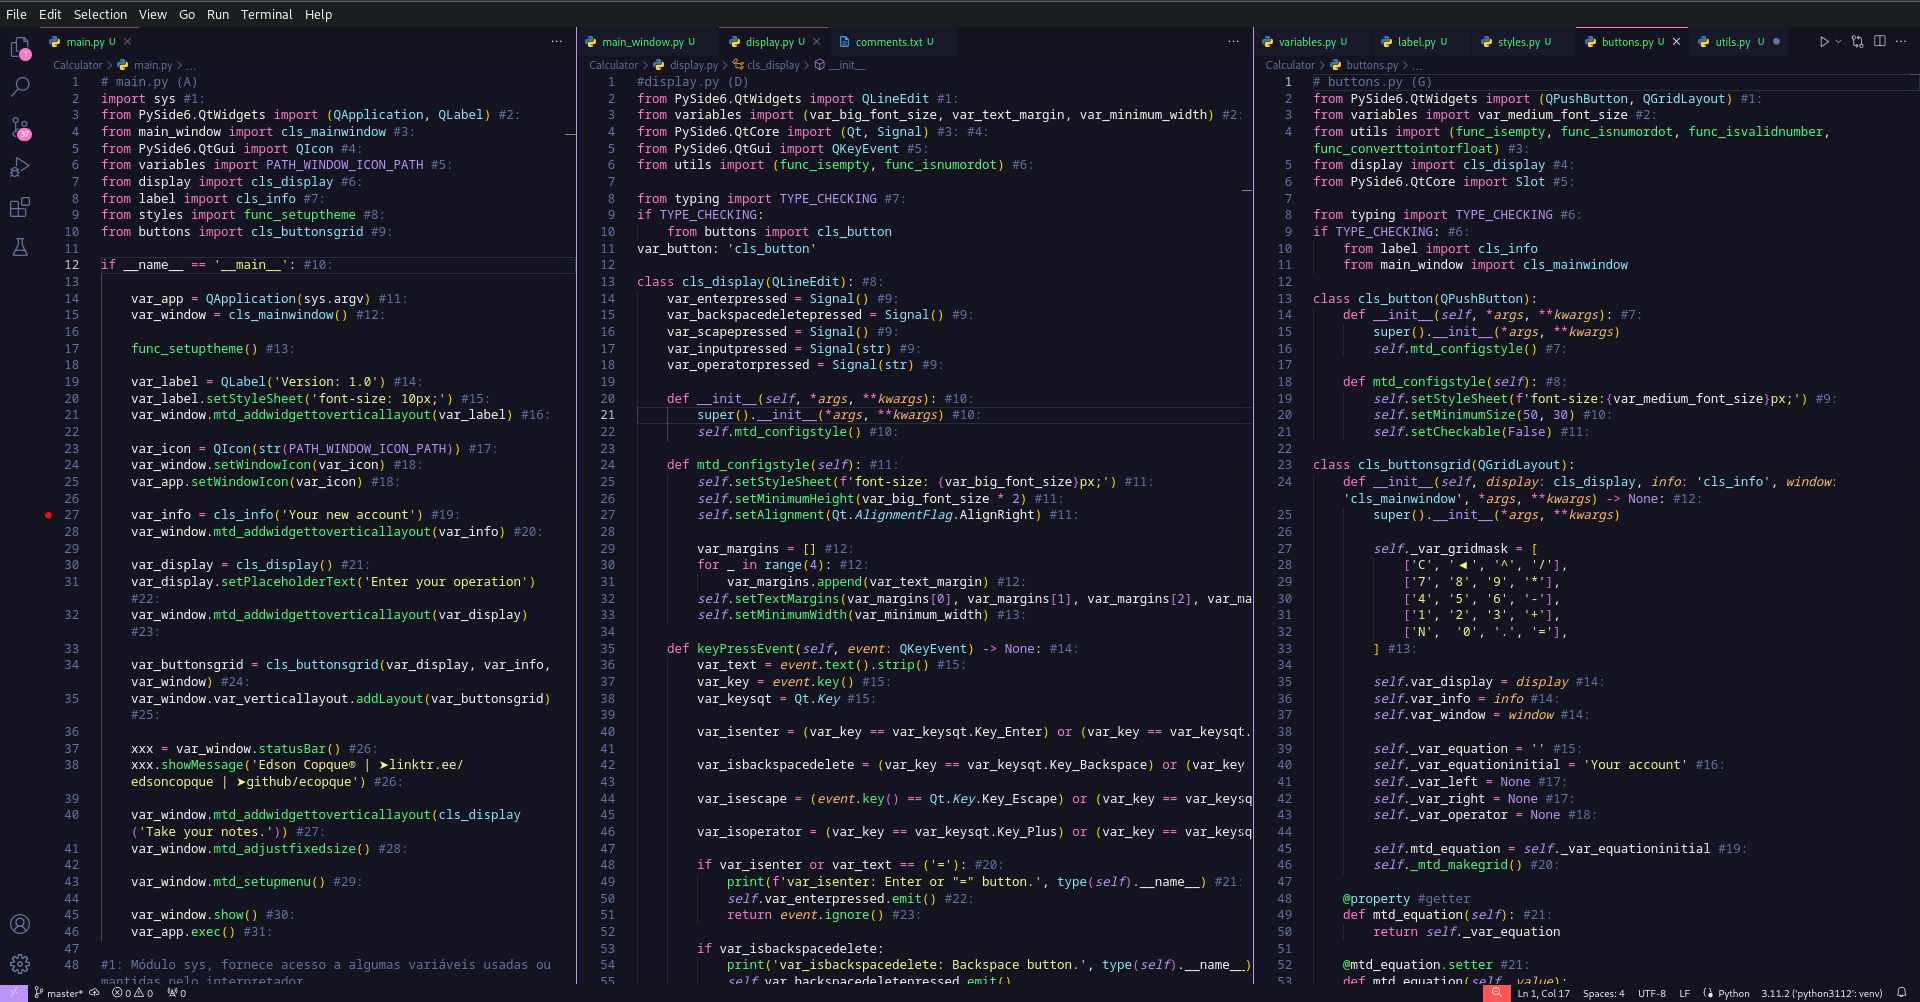 File Edit Selection View Go Run Terminal Help
main.py U
Calculator > main.py > ...
1 # main.py (A)
2 import sys #1:
3 from PySide6.QtWidgets import (QApplication, QLabel) #2:
4 from main_window import cls_mainwindow #3:
5 from PySide6.QtGui import QIcon #4:
6 from variables import PATH_WINDOW_ICON_PATH #5:
7 from display import cls_display #6:
8 from label import cls_info #7:
9 from styles import func_setuptheme #8:
10 from buttons import cls_buttonsgrid #9:
11
12 if __name__ == '__main__': #10:
13
14 var_app = QApplication(sys.argv) #11:
15 var_window = cls_mainwindow() #12:
16
17 func_setuptheme() #13:
18
19 var_label = QLabel('Version: 1.0') #14:
20 var_label.setStyleSheet('font-size: 10px;') #15:
21 var_window.mtd_addwidgettoverticallayout(var_label) #16:
22
23 var_icon = QIcon(str(PATH_WINDOW_ICON_PATH)) #17:
24 var_window.setWindowIcon(var_icon) #18:
25 var_app.setWindowIcon(var_icon) #18:
26
27 var_info = cls_info('Your new account') #19:
28 var_window.mtd_addwidgettoverticallayout(var_info) #20:
29
30 var_display = cls_display() #21:
31 var_display.setPlaceholderText('Enter your operation')
#22:
32 var_window.mtd_addwidgettoverticallayout(var_display)
#23:
33
34 var_buttonsgrid = cls_buttonsgrid(var_display, var_info,
var_window) #24:
35 var_window.var_verticallayout.addLayout(var_buttonsgrid)
#25:
36
37 xxx = var_window.statusBar() #26:
38 xxx.showMessage('Edson Copque® | ➤linktr.ee/
edsoncopque | ➤github/ecopque') #26:
39
40 var_window.mtd_addwidgettoverticallayout(cls_display
('Take your notes.')) #27:
41 var_window.mtd_adjustfixedsize() #28:
42
43 var_window.mtd_setupmenu() #29:
44
45 var_window.show() #30:
46 var_app.exec() #31:
47
48 #1: Módulo sys, fornece acesso a algumas variáveis usadas ou
mantidas pelo interpretador
main_window.py U display.py U comments.txt U
Calculator > display.py > cls_display > __init__
1 #display.py (D)
2 from PySide6.QtWidgets import QLineEdit #1:
3 from variables import (var_big_font_size, var_text_margin, var_minimum_width) #2:
4 from PySide6.QtCore import (Qt, Signal) #3: #4:
5 from PySide6.QtGui import QKeyEvent #5:
6 from utils import (func_isempty, func_isnumordot) #6:
7
8 from typing import TYPE_CHECKING #7:
9 if TYPE_CHECKING:
10 from buttons import cls_button
11 var_button: 'cls_button'
12
13 class cls_display(QLineEdit): #8:
14 var_enterpressed = Signal() #9:
15 var_backspacedeletepressed = Signal() #9:
16 var_scapepressed = Signal() #9:
17 var_inputpressed = Signal(str) #9:
18 var_operatorpressed = Signal(str) #9:
19
20 def __init__(self, *args, **kwargs): #10:
21 super().__init__(*args, **kwargs) #10:
22 self.mtd_configstyle() #10:
23
24 def mtd_configstyle(self): #11:
25 self.setStyleSheet(f'font-size: {var_big_font_size}px;') #11:
26 self.setMinimumHeight(var_big_font_size * 2) #11:
27 self.setAlignment(Qt.AlignmentFlag.AlignRight) #11:
28
29 var_margins = [] #12:
30 for _ in range(4): #12:
31 var_margins.append(var_text_margin) #12:
32 self.setTextMargins(var_margins[0], var_margins[1], var_margins[2], var_ma
33 self.setMinimumWidth(var_minimum_width) #13:
34
35 def keyPressEvent(self, event: QKeyEvent) -> None: #14:
36 var_text = event.text().strip() #15:
37 var_key = event.key() #15:
38 var_keysqt = Qt.Key #15:
39
40 var_isenter = (var_key == var_keysqt.Key_Enter) or (var_key == var_keysqt.
41
42 var_isbackspacedelete = (var_key == var_keysqt.Key_Backspace) or (var_key
43
44 var_isescape = (event.key() == Qt.Key.Key_Escape) or (var_key == var_keysq
45
46 var_isoperator = (var_key == var_keysqt.Key_Plus) or (var_key == var_keysq
47
48 if var_isenter or var_text == ('='): #20:
49 print(f'var_isenter: Enter or "=" button.', type(self).__name__) #21:
50 self.var_enterpressed.emit() #22:
51 return event.ignore() #23:
52
53 if var_isbackspacedelete:
54 print('var_isbackspacedelete: Backspace button.', type(self).__name__)
55 self.var_backspacedeletepressed.emit()
variables.py U label.py U styles.py U buttons.py U utils.py U
Calculator > buttons.py > ...
1 # buttons.py (G)
2 from PySide6.QtWidgets import (QPushButton, QGridLayout) #1:
3 from variables import var_medium_font_size #2:
4 from utils import (func_isempty, func_isnumordot, func_isvalidnumber,
func_converttointorfloat) #3:
5 from display import cls_display #4:
6 from PySide6.QtCore import Slot #5:
7
8 from typing import TYPE_CHECKING #6:
9 if TYPE_CHECKING: #6:
10 from label import cls_info
11 from main_window import cls_mainwindow
12
13 class cls_button(QPushButton):
14 def __init__(self, *args, **kwargs): #7:
15 super().__init__(*args, **kwargs)
16 self.mtd_configstyle() #7:
17
18 def mtd_configstyle(self): #8:
19 self.setStyleSheet(f'font-size:{var_medium_font_size}px;') #9:
20 self.setMinimumSize(50, 30) #10:
21 self.setCheckable(False) #11:
22
23 class cls_buttonsgrid(QGridLayout):
24 def __init__(self, display: cls_display, info: 'cls_info', window:
'cls_mainwindow', *args, **kwargs) -> None: #12:
25 super().__init__(*args, **kwargs)
26
27 self._var_gridmask = [
28 ['C', '◀', '^', '/'],
29 ['7', '8', '9', '*'],
30 ['4', '5', '6', '-'],
31 ['1', '2', '3', '+'],
32 ['N', '0', '.', '='],
33 ] #13:
34
35 self.var_display = display #14:
36 self.var_info = info #14:
37 self.var_window = window #14:
38
39 self._var_equation = '' #15:
40 self._var_equationinitial = 'Your account' #16:
41 self._var_left = None #17:
42 self._var_right = None #17:
43 self._var_operator = None #18:
44
45 self.mtd_equation = self._var_equationinitial #19:
46 self._mtd_makegrid() #20:
47
48 @property #getter
49 def mtd_equation(self): #21:
50 return self._var_equation
51
52 @mtd_equation.setter #21:
53 def mtd_equation(self, value):
1
37
master* 0 0 0
Ln 1, Col 17 Spaces: 4 UTF-8 LF Python 3.11.2 ('python3112': venv)